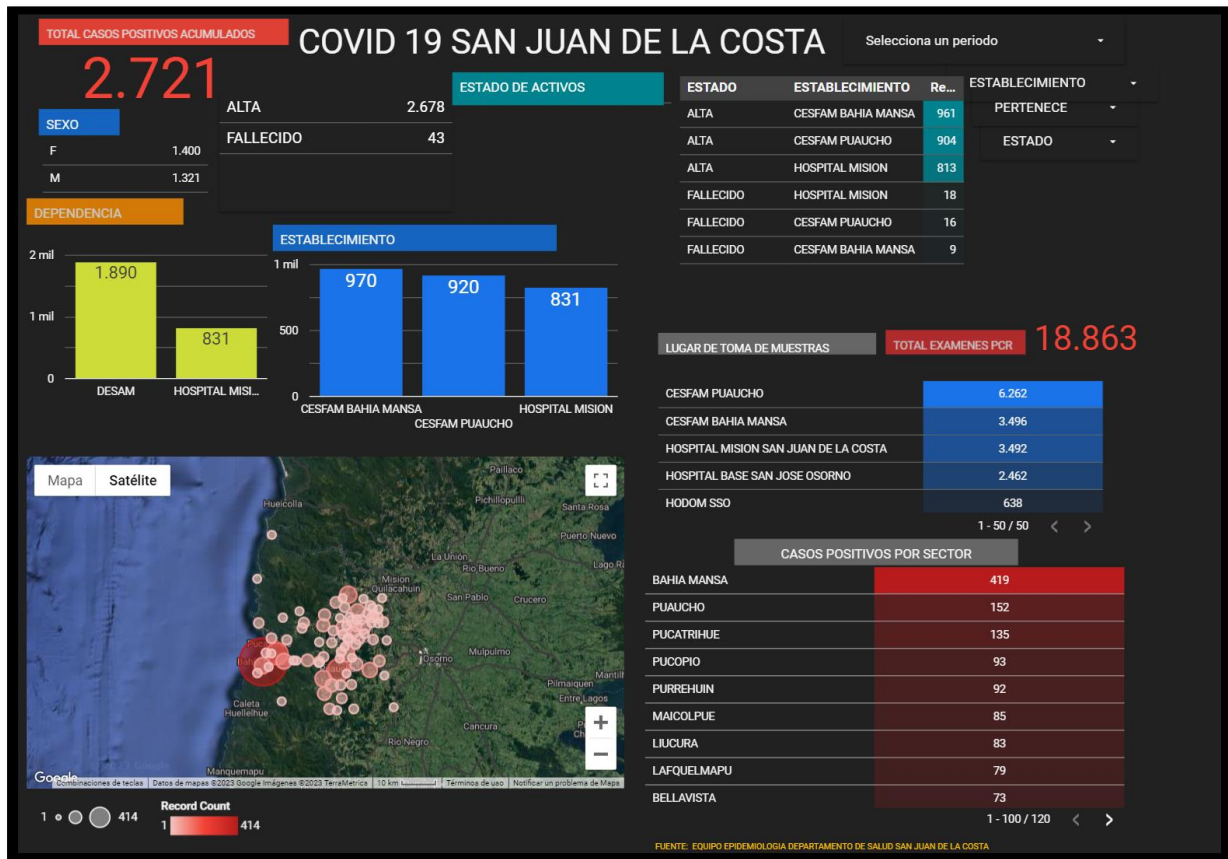 TOTAL CASOS POSITIVOS ACUMULADOS
2.721
COVID 19 SAN JUAN DE LA COSTA
Selecciona un periodo
SEXO
F 1.400
M 1.321
ALTA 2.678
FALLECIDO 43
ESTADO DE ACTIVOS
ESTADO ESTABLECIMIENTO Re...
ALTA CESFAM BAHIA MANSA 961
ALTA CESFAM PUAUCHO 904
ALTA HOSPITAL MISION 813
FALLECIDO HOSPITAL MISION 18
FALLECIDO CESFAM PUAUCHO 16
FALLECIDO CESFAM BAHIA MANSA 9
ESTABLECIMIENTO
PERTENECE
ESTADO
DEPENDENCIA
2 mil
1 mil
0
1.890
831
DESAM
HOSPITAL MISI...
ESTABLECIMIENTO
1 mil
500
0
970
920
831
CESFAM BAHIA MANSA
CESFAM PUAUCHO
HOSPITAL MISION
LUGAR DE TOMA DE MUESTRAS
TOTAL EXAMENES PCR
18.863
CESFAM PUAUCHO 6.262
CESFAM BAHIA MANSA 3.496
HOSPITAL MISION SAN JUAN DE LA COSTA 3.492
HOSPITAL BASE SAN JOSE OSORNO 2.462
HODOM SSO 638
1 - 50 / 50
Mapa
Satélite
Paillaco
Hueicolla
Pichillopulli
Santa Rosa
Puerto Nuevo
La Unión
Rio Bueno
Lago R
Mision
Quilacahuin
San Pablo
Crucero
Osorno
Mulpulmo
Pilmaiquen
Entre Lagos
Caleta
Huellelhue
Cancura
Rio Negro
Manquemapu
Google
Combinaciones de teclas
Datos de mapas ©2023 Google Imágenes ©2023 TerraMetrics
10 km
Términos de uso
Notificar un problema de Maps
1
414
Record Count
1
414
CASOS POSITIVOS POR SECTOR
BAHIA MANSA 419
PUAUCHO 152
PUCATRIHUE 135
PUCOPIO 93
PURREHUIN 92
MAICOLPUE 85
LIUCURA 83
LAFQUELMAPU 79
BELLAVISTA 73
1 - 100 / 120
FUENTE: EQUIPO EPIDEMIOLOGIA DEPARTAMENTO DE SALUD SAN JUAN DE LA COSTA